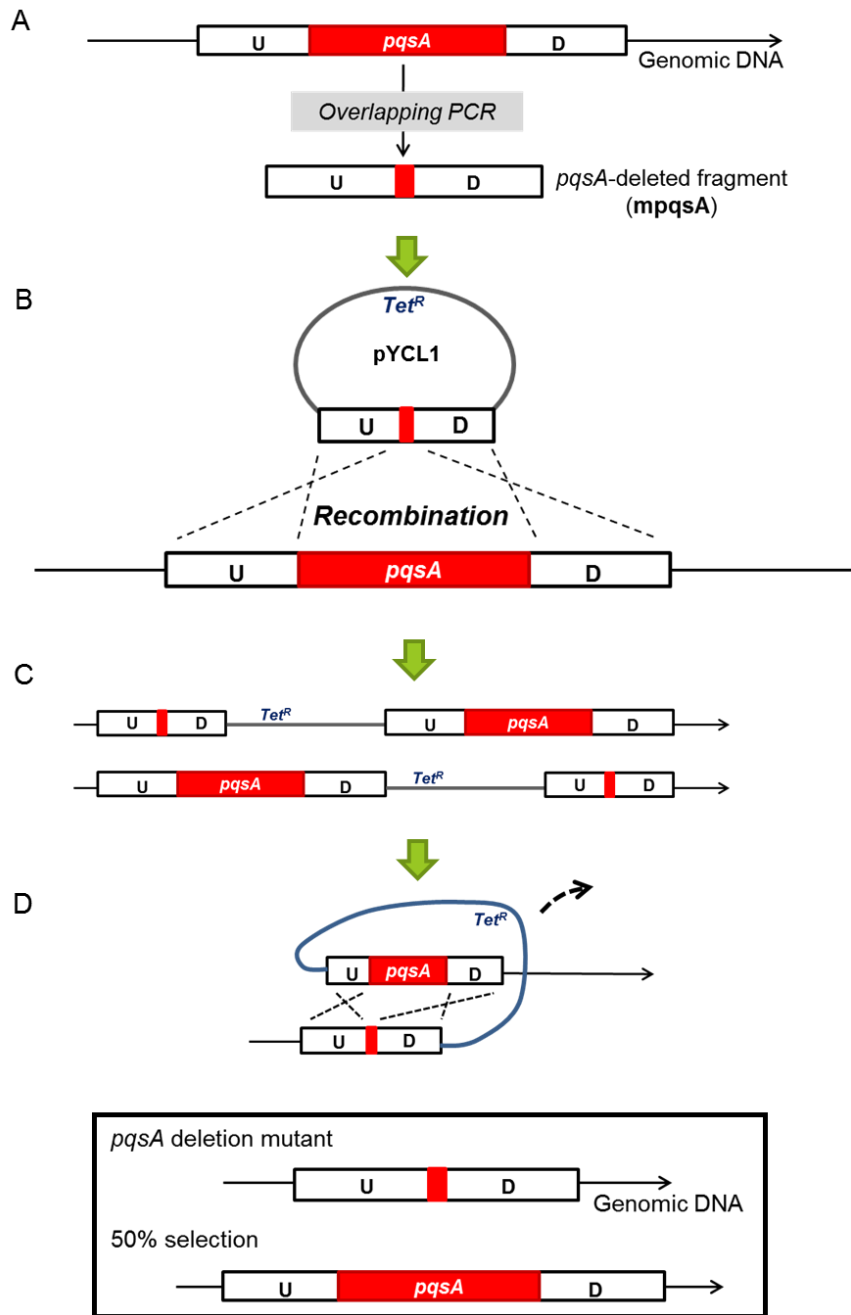 A
U pqsA D
Genomic DNA
Overlapping PCR
U D
pqsA-deleted fragment
(mpqsA)
B
TetR
pYCL1
U D
Recombination
U pqsA D
C
U D TetR U pqsA D
U pqsA D TetR U D
D
TetR
U pqsA D
U D
pqsA deletion mutant
U D
Genomic DNA
50% selection
U pqsA D